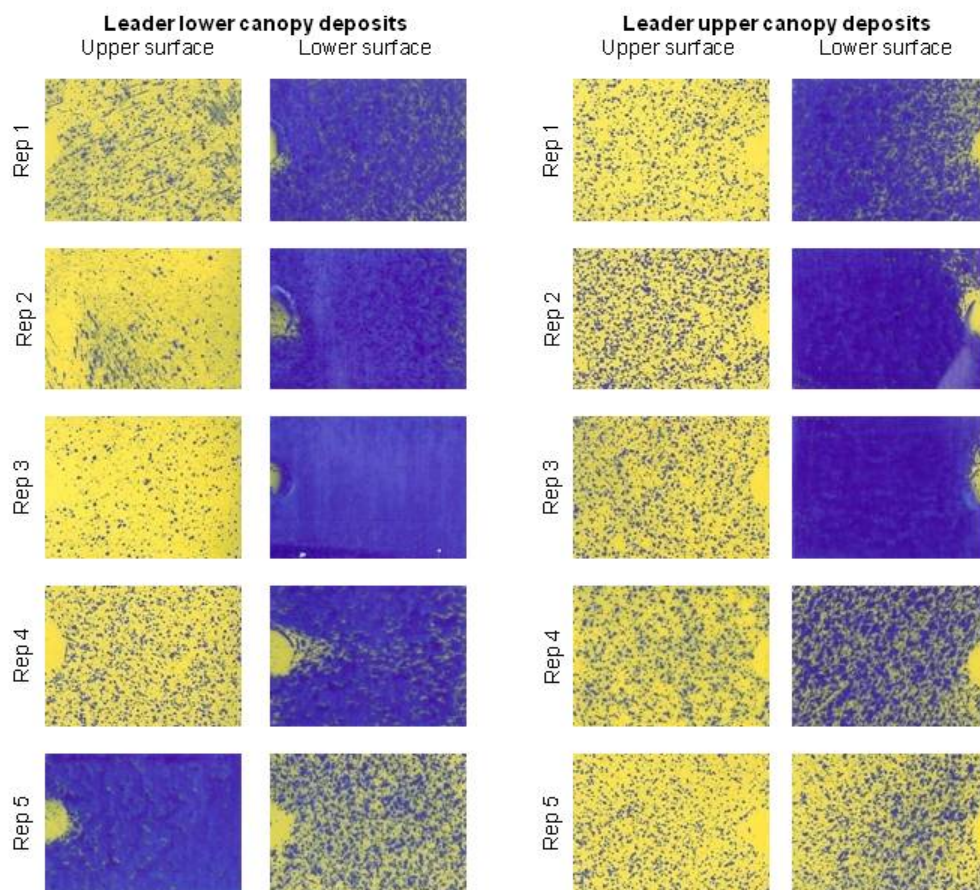 Leader lower canopy deposits
Upper surface Lower surface
Rep 1
Rep 2
Rep 3
Rep 4
Rep 5
Leader upper canopy deposits
Upper surface Lower surface
Rep 1
Rep 2
Rep 3
Rep 4
Rep 5